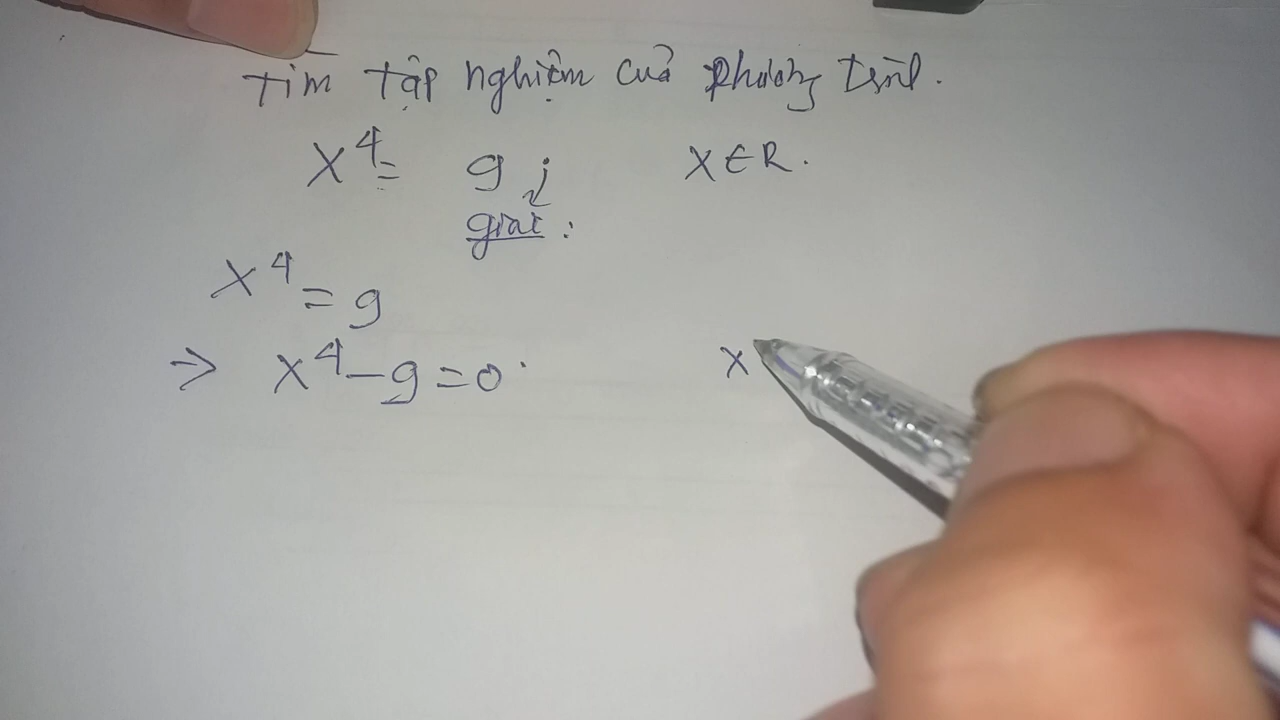 Tìm tập nghiệm của phương trình.
X⁴ = 9; X ∈ R.
giải:
X⁴ = 9
=> X⁴ - 9 = 0. X